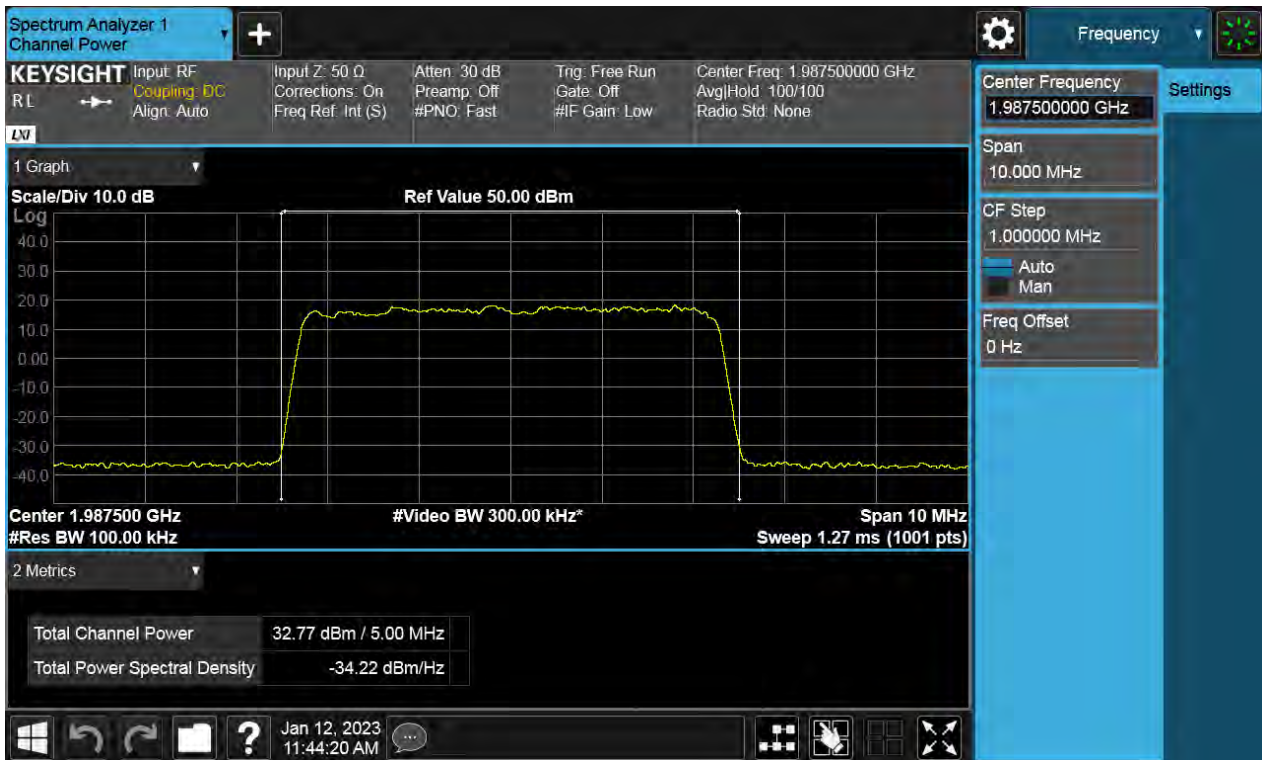 Spectrum Analyzer 1
Channel Power
Frequency
KEYSIGHT
RL
LXI
Input: RF
Coupling: DC
Align: Auto
Input Z: 50 Ω
Corrections: On
Freq Ref: Int (S)
Atten: 30 dB
Preamp: Off
#PNO: Fast
Trig: Free Run
Gate: Off
#IF Gain: Low
Center Freq: 1.987500000 GHz
Avg|Hold: 100/100
Radio Std: None
Center Frequency
1.987500000 GHz
Settings
Span
10.000 MHz
CF Step
1.000000 MHz
Auto
Man
Freq Offset
0 Hz
1 Graph
Scale/Div 10.0 dB
Ref Value 50.00 dBm
Log
40.0
30.0
20.0
10.0
0.00
-10.0
-20.0
-30.0
-40.0
Center 1.987500 GHz
#Video BW 300.00 kHz*
Span 10 MHz
#Res BW 100.00 kHz
Sweep 1.27 ms (1001 pts)
2 Metrics
Total Channel Power
32.77 dBm / 5.00 MHz
Total Power Spectral Density
-34.22 dBm/Hz
?
Jan 12, 2023
11:44:20 AM